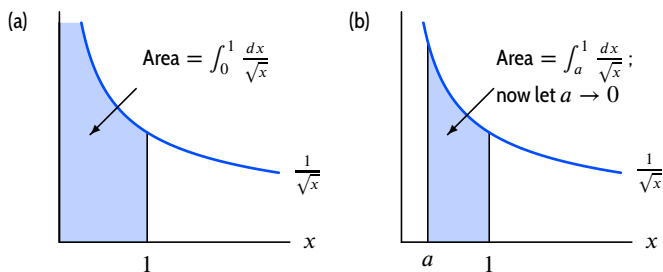 (a)
Area = ∫₀¹ dx/√x
1/√x
1
x
(b)
Area = ∫ₐ¹ dx/√x ;
now let a → 0
1/√x
a
1
x